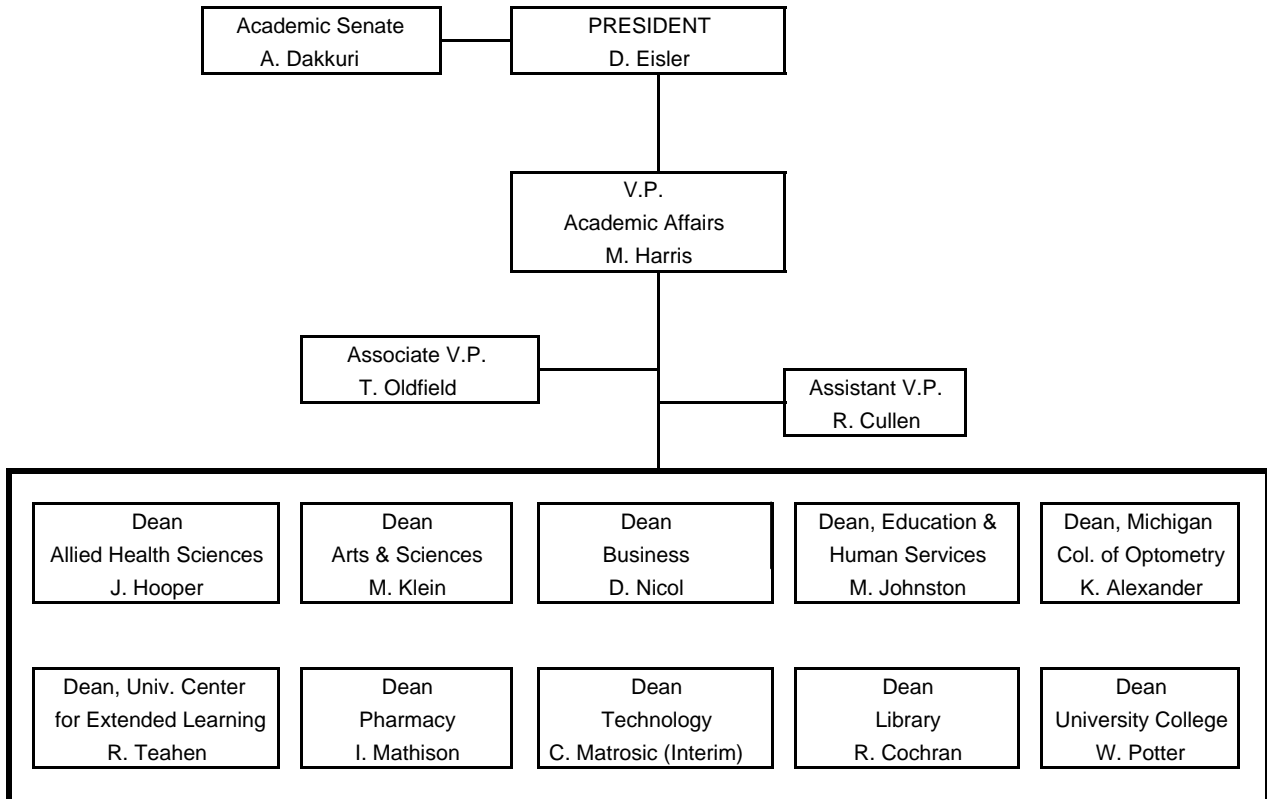 Academic Senate
A. Dakkuri
PRESIDENT
D. Eisler
V.P.
Academic Affairs
M. Harris
Associate V.P.
T. Oldfield
Assistant V.P.
R. Cullen
Dean
Allied Health Sciences
J. Hooper
Dean
Arts & Sciences
M. Klein
Dean
Business
D. Nicol
Dean, Education &
Human Services
M. Johnston
Dean, Michigan
Col. of Optometry
K. Alexander
Dean, Univ. Center
for Extended Learning
R. Teahen
Dean
Pharmacy
I. Mathison
Dean
Technology
C. Matrosic (Interim)
Dean
Library
R. Cochran
Dean
University College
W. Potter